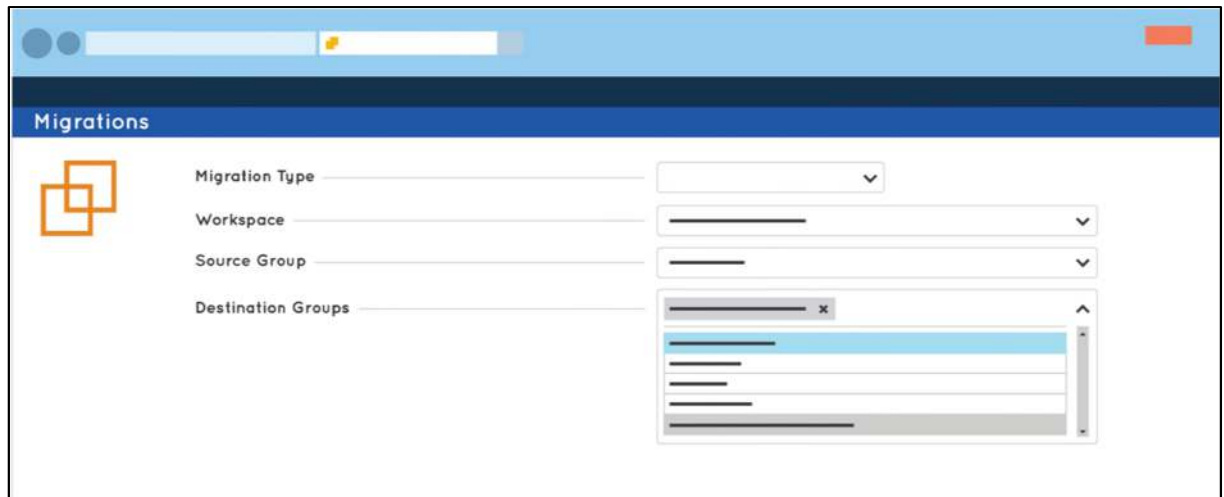 Migrations
Migration Type
Workspace
Source Group
Destination Groups